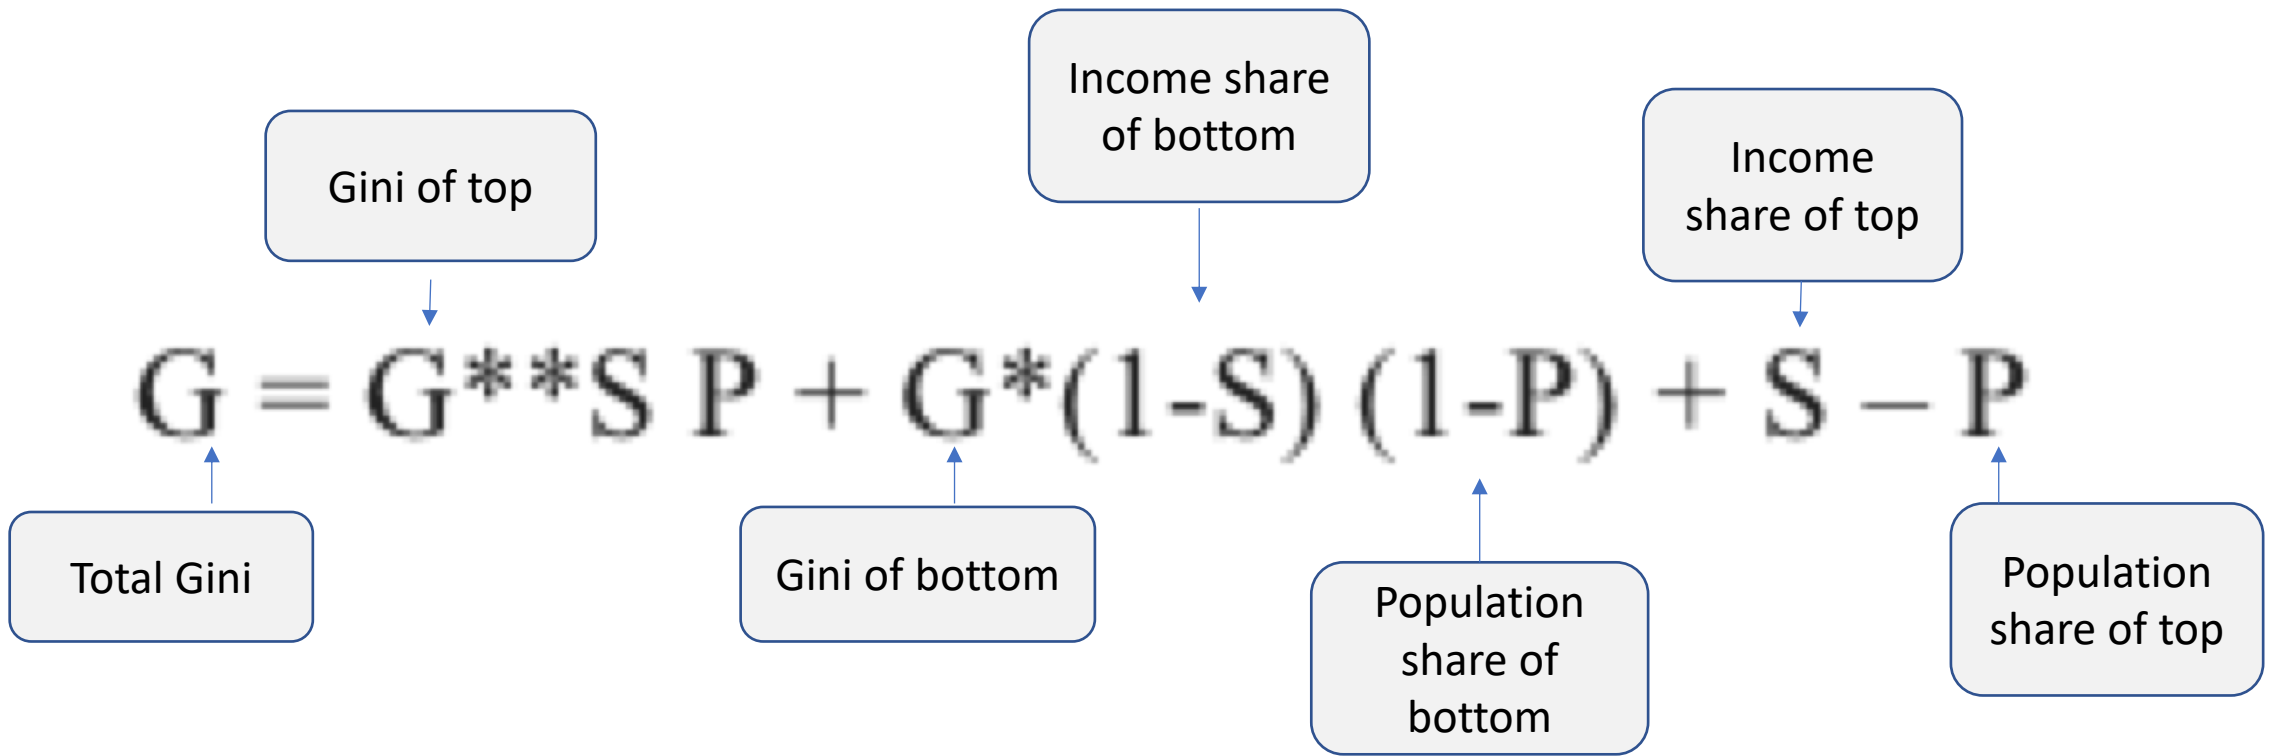 Income share
of bottom
Income
share of top
Gini of top
G = G**S P + G*(1-S) (1-P) + S – P
Total Gini
Gini of bottom
Population
share of
bottom
Population
share of top